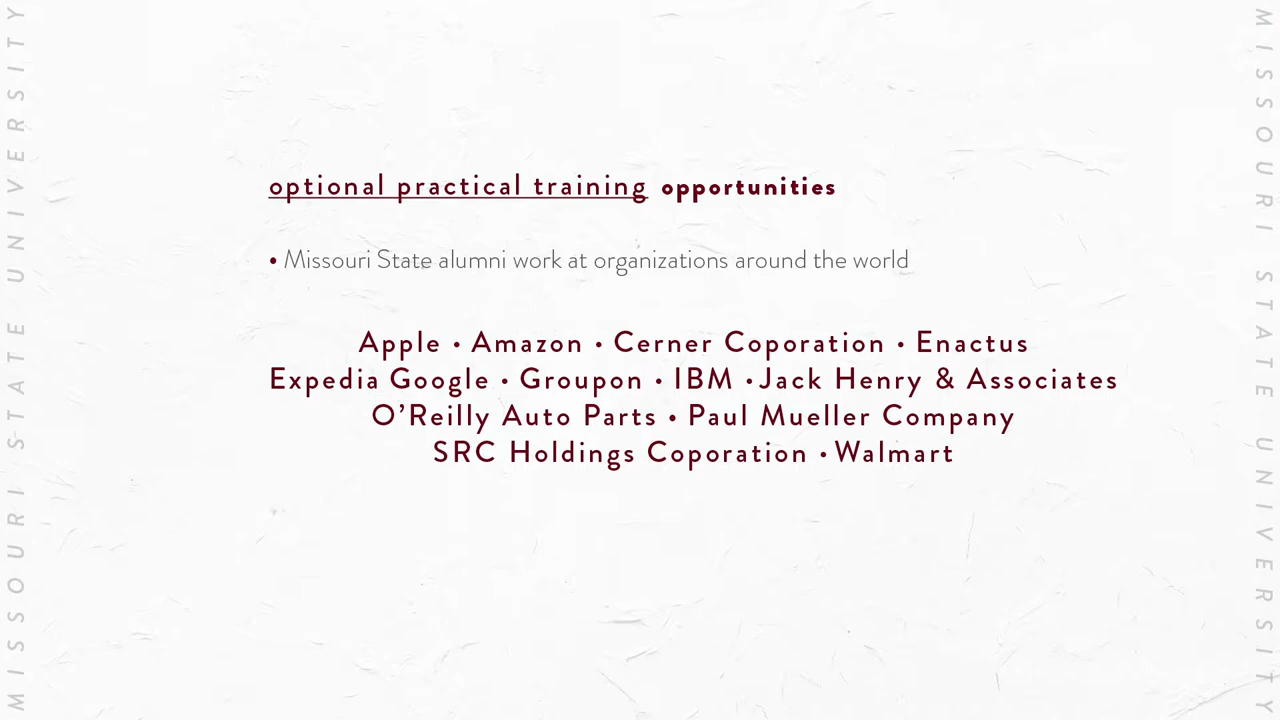 MISSOURI STATE UNIVERSITY
optional practical training opportunities
• Missouri State alumni work at organizations around the world
Apple • Amazon • Cerner Coporation • Enactus
Expedia Google • Groupon • IBM • Jack Henry & Associates
O’Reilly Auto Parts • Paul Mueller Company
SRC Holdings Coporation • Walmart
MISSOURI STATE UNIVERSITY